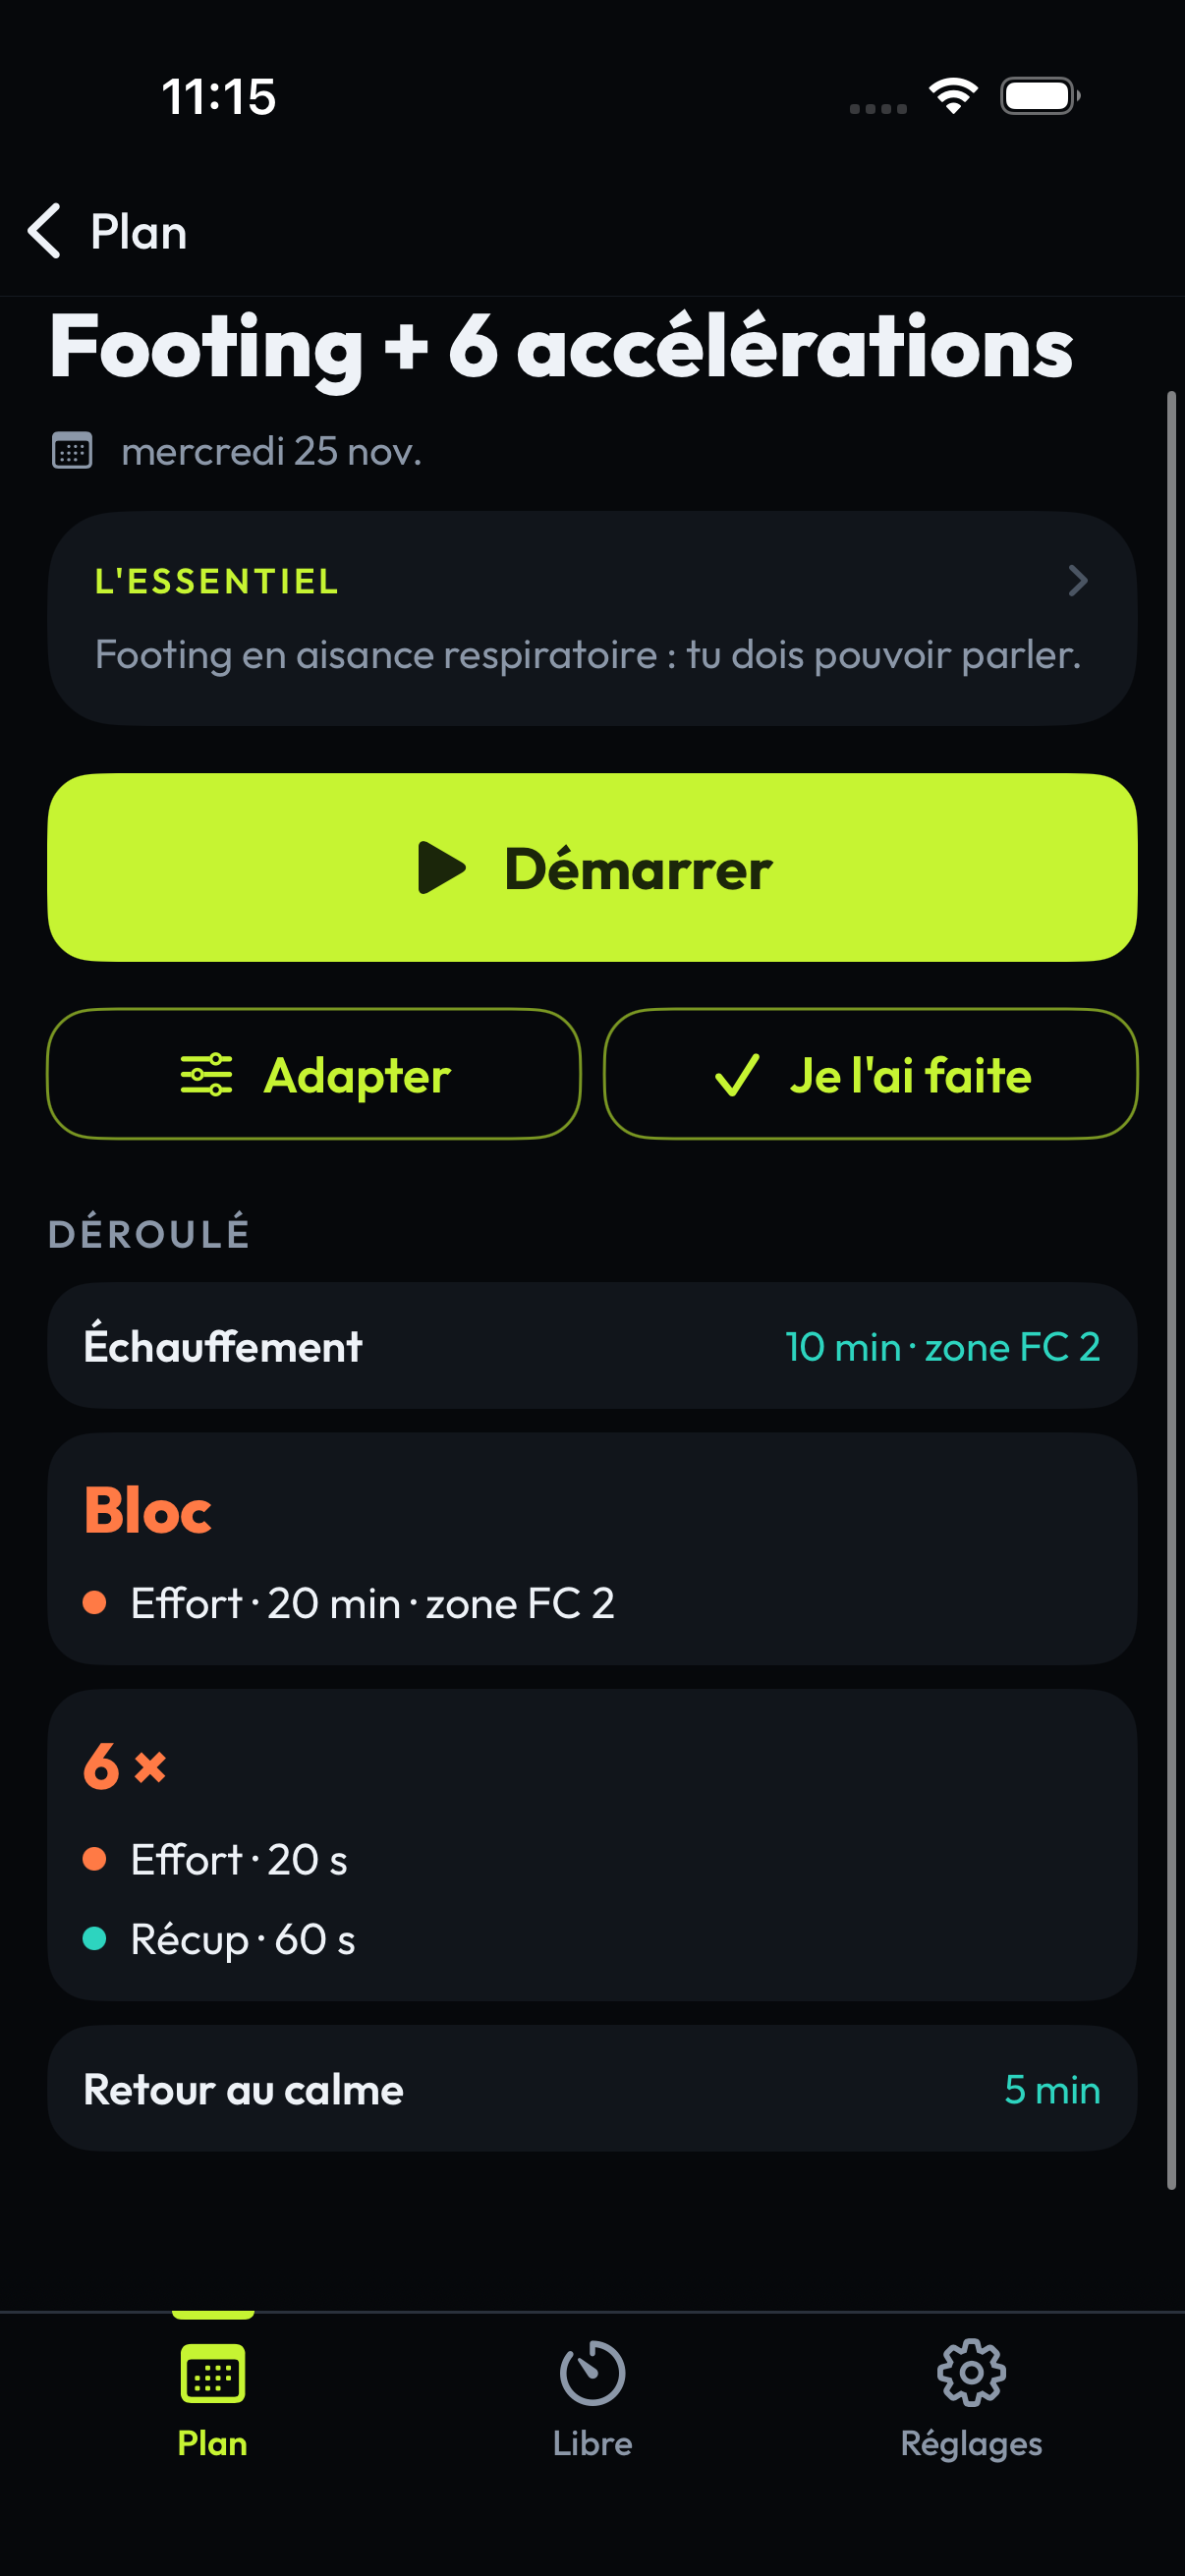 11:15
Plan
Footing + 6 accélérations
mercredi 25 nov.
L'ESSENTIEL
Footing en aisance respiratoire : tu dois pouvoir parler.
Démarrer
Adapter
Je l'ai faite
DÉROULÉ
Échauffement
10 min · zone FC 2
Bloc
Effort · 20 min · zone FC 2
6 ×
Effort · 20 s
Récup · 60 s
Retour au calme
5 min
Plan
Libre
Réglages